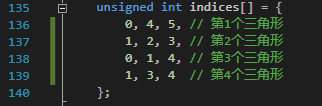 135 unsigned int indices[] = {
136 0, 4, 5, // 第1个三角形
137 1, 2, 3, // 第2个三角形
138 0, 1, 4, // 第3个三角形
139 1, 3, 4 // 第4个三角形
140 };